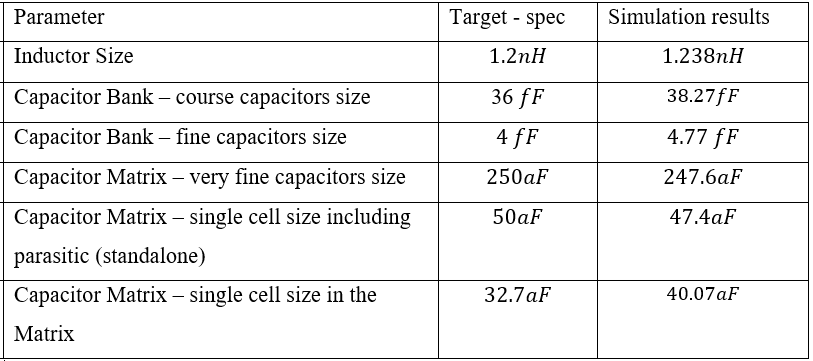 Parameter Target - spec Simulation results
Inductor Size 1.2nH 1.238nH
Capacitor Bank – course capacitors size 36 fF 38.27fF
Capacitor Bank – fine capacitors size 4 fF 4.77 fF
Capacitor Matrix – very fine capacitors size 250aF 247.6aF
Capacitor Matrix – single cell size including 50aF 47.4aF
parasitic (standalone)
Capacitor Matrix – single cell size in the 32.7aF 40.07aF
Matrix